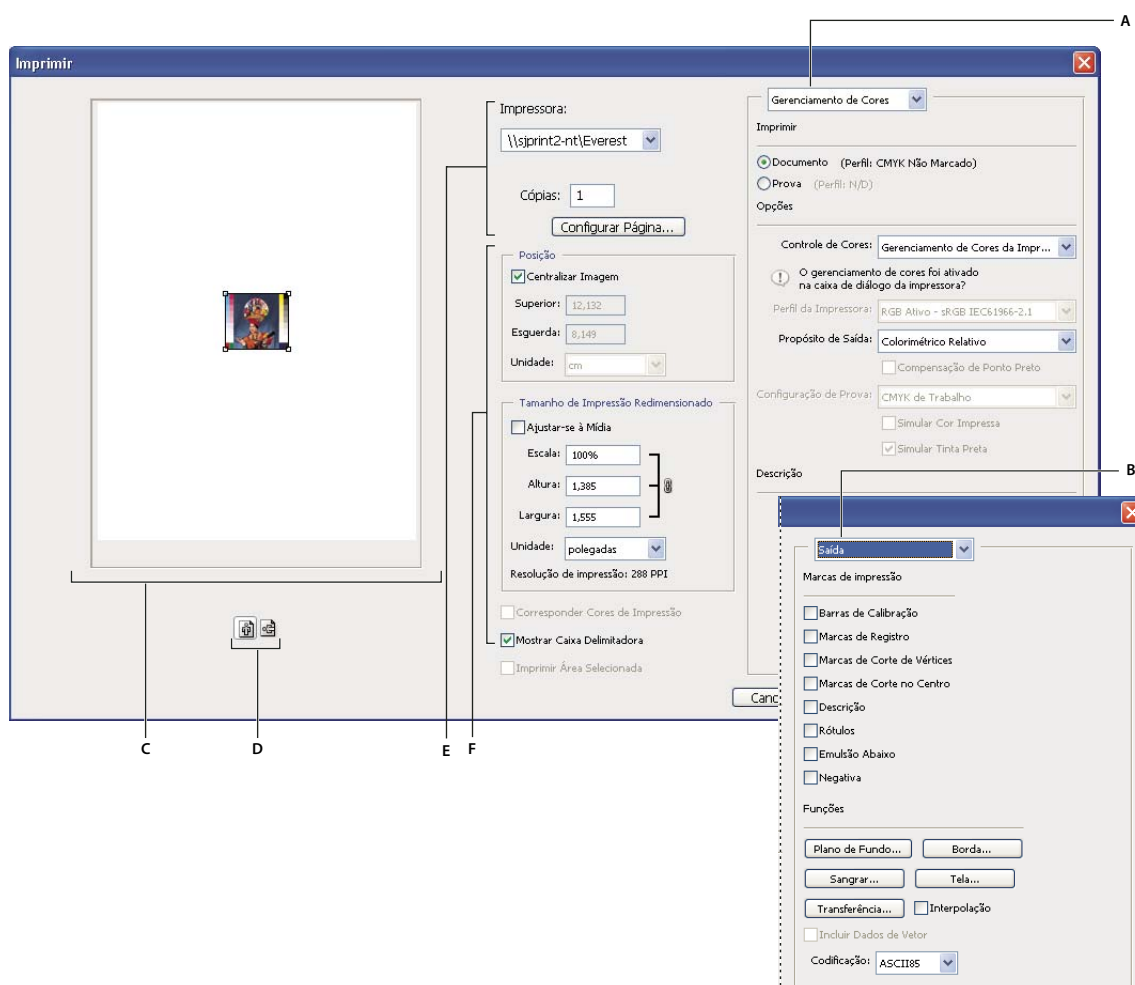 A
Imprimir
Impressora:
\\sjprint2-nt\Everest
Cópias: 1
Configurar Página...
Posição
Centralizar Imagem
Superior: 12,132
Esguerda: 8,149
Unidade: cm
Tamanho de Impressão Redimensionado
Ajustar-se à Mídia
Escala: 100%
Altura: 1,385
Largura: 1,555
Unidade: polegadas
Resolução de impressão: 288 PPI
Corresponder Cores de Impressão
Mostrar Caixa Delimitadora
Imprimir Área Selecionada
Gerenciamento de Cores
Imprimir
Documento (Perfil: CMYK Não Marcado)
Prova (Perfil: N/D)
Opções
Controle de Cores: Gerenciamento de Cores da Impr...
O gerenciamento de cores foi ativado
na caixa de diálogo da impressora?
Perfil da Impressora: RGB Ativo - sRGB IEC61966-2.1
Propósito de Saída: Colorimétrico Relativo
Compensação de Ponto Preto
Configuração de Prova: CMYK de Trabalho
Simular Cor Impressa
Simular Tinta Preta
Descrição
Canc
B
Saída
Marcas de impressão
Barras de Calibração
Marcas de Registro
Marcas de Corte de Vértices
Marcas de Corte no Centro
Descrição
Rótulos
Emulsão Abaixo
Negativa
Funções
Plano de Fundo... Borda...
Sangrar... Tela...
Transferência... Interpolação
Incluir Dados de Vetor
Codificação: ASCII85
C D E F